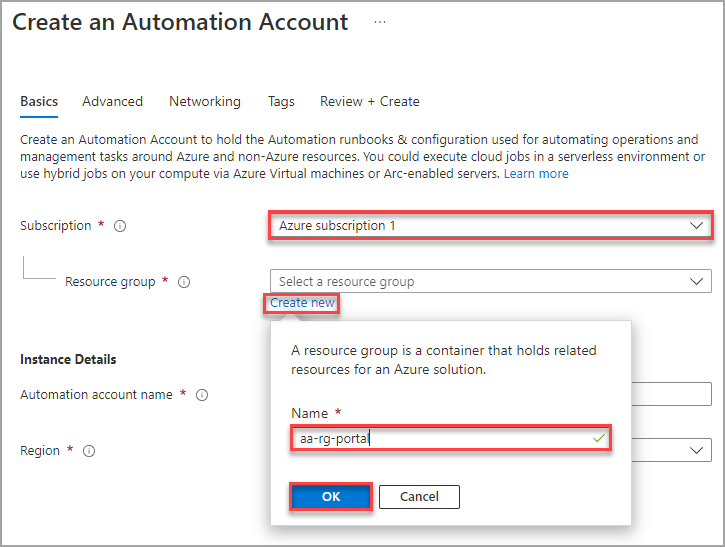 Create an Automation Account ...
Basics Advanced Networking Tags Review + Create
Create an Automation Account to hold the Automation runbooks & configuration used for automating operations and
management tasks around Azure and non-Azure resources. You could execute cloud jobs in a serverless environment or
use hybrid jobs on your compute via Azure Virtual machines or Arc-enabled servers. Learn more
Subscription * Azure subscription 1
Resource group * Select a resource group
Create new
A resource group is a container that holds related
resources for an Azure solution.
Name *
aa-rg-portal
OK Cancel
Instance Details
Automation account name *
Region *